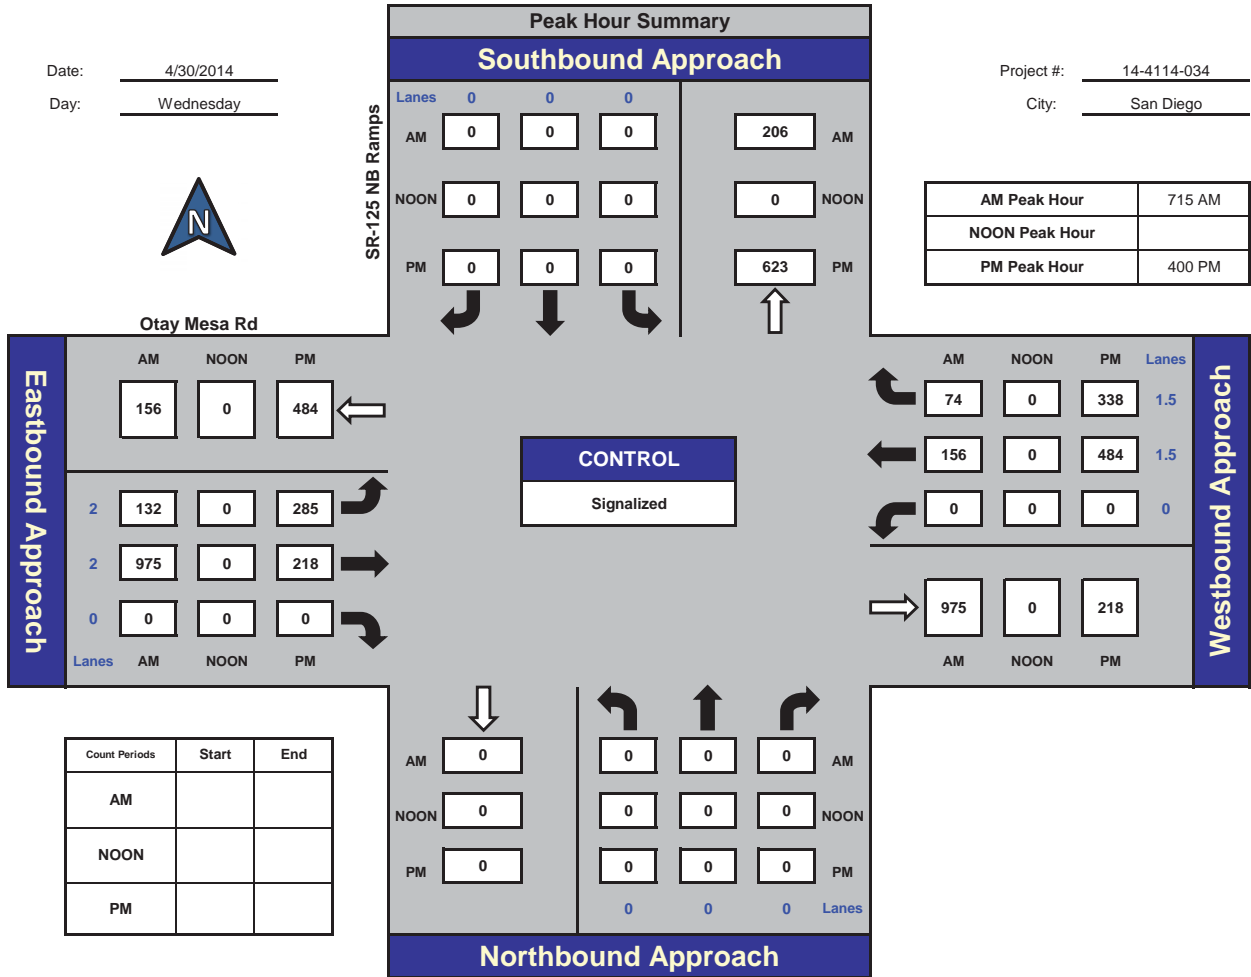 Peak Hour Summary
Southbound Approach
Date: 4/30/2014
Day: Wednesday
Project #: 14-4114-034
City: San Diego
N
SR-125 NB Ramps
Lanes 0 0 0
AM 0 0 0 206 AM
NOON 0 0 0 0 NOON
PM 0 0 0 623 PM
AM Peak Hour 715 AM
NOON Peak Hour
PM Peak Hour 400 PM
Otay Mesa Rd
Eastbound Approach
AM NOON PM
156 0 484
2 132 0 285
2 975 0 218
0 0 0 0
Lanes AM NOON PM
CONTROL
Signalized
AM NOON PM Lanes
74 0 338 1.5
156 0 484 1.5
0 0 0 0
975 0 218
AM NOON PM
Westbound Approach
Count Periods Start End
AM
NOON
PM
AM 0 0 0 0 AM
NOON 0 0 0 0 NOON
PM 0 0 0 0 PM
0 0 0 Lanes
Northbound Approach